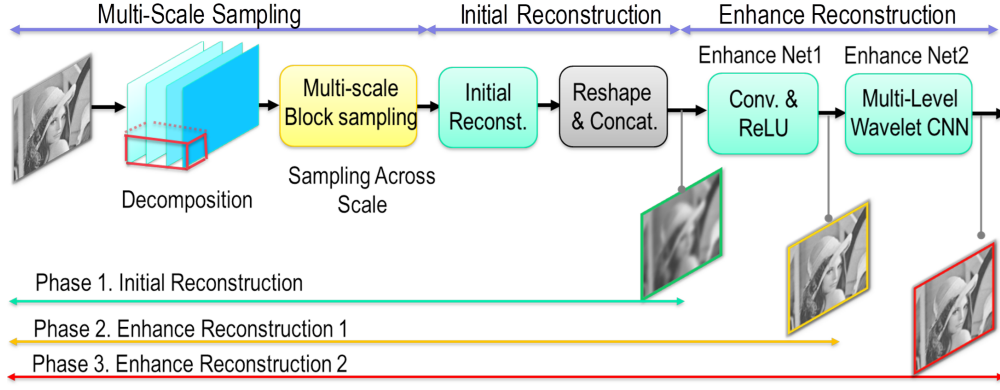 Multi-Scale Sampling
Initial Reconstruction
Enhance Reconstruction
Enhance Net1
Enhance Net2
Multi-scale
Block sampling
Initial
Reconst.
Reshape
& Concat.
Conv. &
ReLU
Multi-Level
Wavelet CNN
Decomposition
Sampling Across
Scale
Phase 1. Initial Reconstruction
Phase 2. Enhance Reconstruction 1
Phase 3. Enhance Reconstruction 2